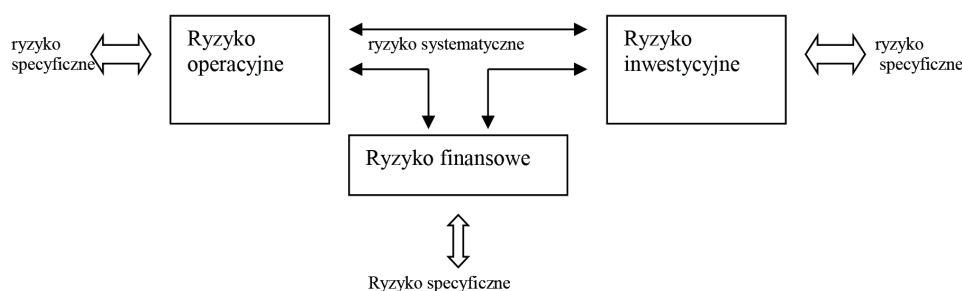 ryzyko
specyficzne
Ryzyko
operacyjne
ryzyko systematyczne
Ryzyko
inwestycyjne
ryzyko
specyficzne
Ryzyko finansowe
Ryzyko specyficzne